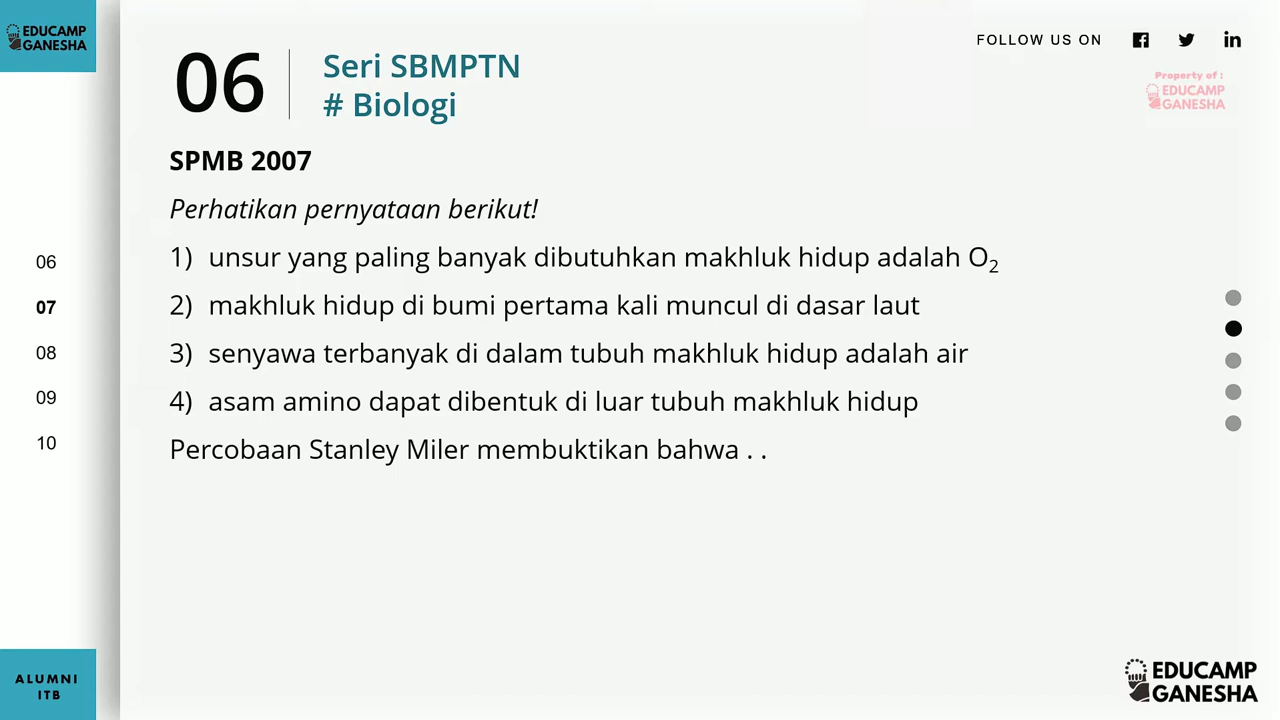 EDUCAMP
GANESHA
06
Seri SBMPTN
# Biologi
FOLLOW US ON
Property of :
EDUCAMP
GANESHA
SPMB 2007
Perhatikan pernyataan berikut!
1) unsur yang paling banyak dibutuhkan makhluk hidup adalah O₂
2) makhluk hidup di bumi pertama kali muncul di dasar laut
3) senyawa terbanyak di dalam tubuh makhluk hidup adalah air
4) asam amino dapat dibentuk di luar tubuh makhluk hidup
Percobaan Stanley Miler membuktikan bahwa . .
06
07
08
09
10
ALUMNI
ITB
EDUCAMP
GANESHA